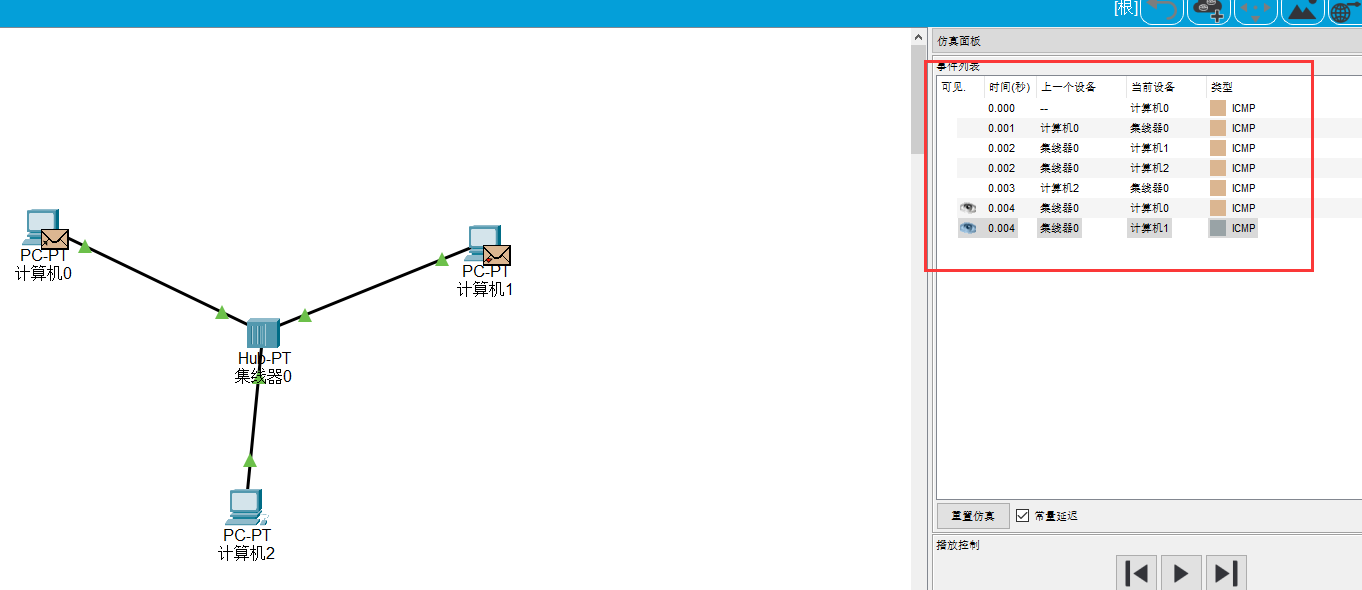 [根]
仿真面板
事件列表
可见. 时间(秒) 上一个设备 当前设备 类型
0.000 -- 计算机0 ICMP
0.001 计算机0 集线器0 ICMP
0.002 集线器0 计算机1 ICMP
0.002 集线器0 计算机2 ICMP
0.003 计算机2 集线器0 ICMP
0.004 集线器0 计算机0 ICMP
0.004 集线器0 计算机1 ICMP
PC-PT
计算机0
PC-PT
计算机1
Hub-PT
集线器0
PC-PT
计算机2
重置仿真 常量延迟
播放控制